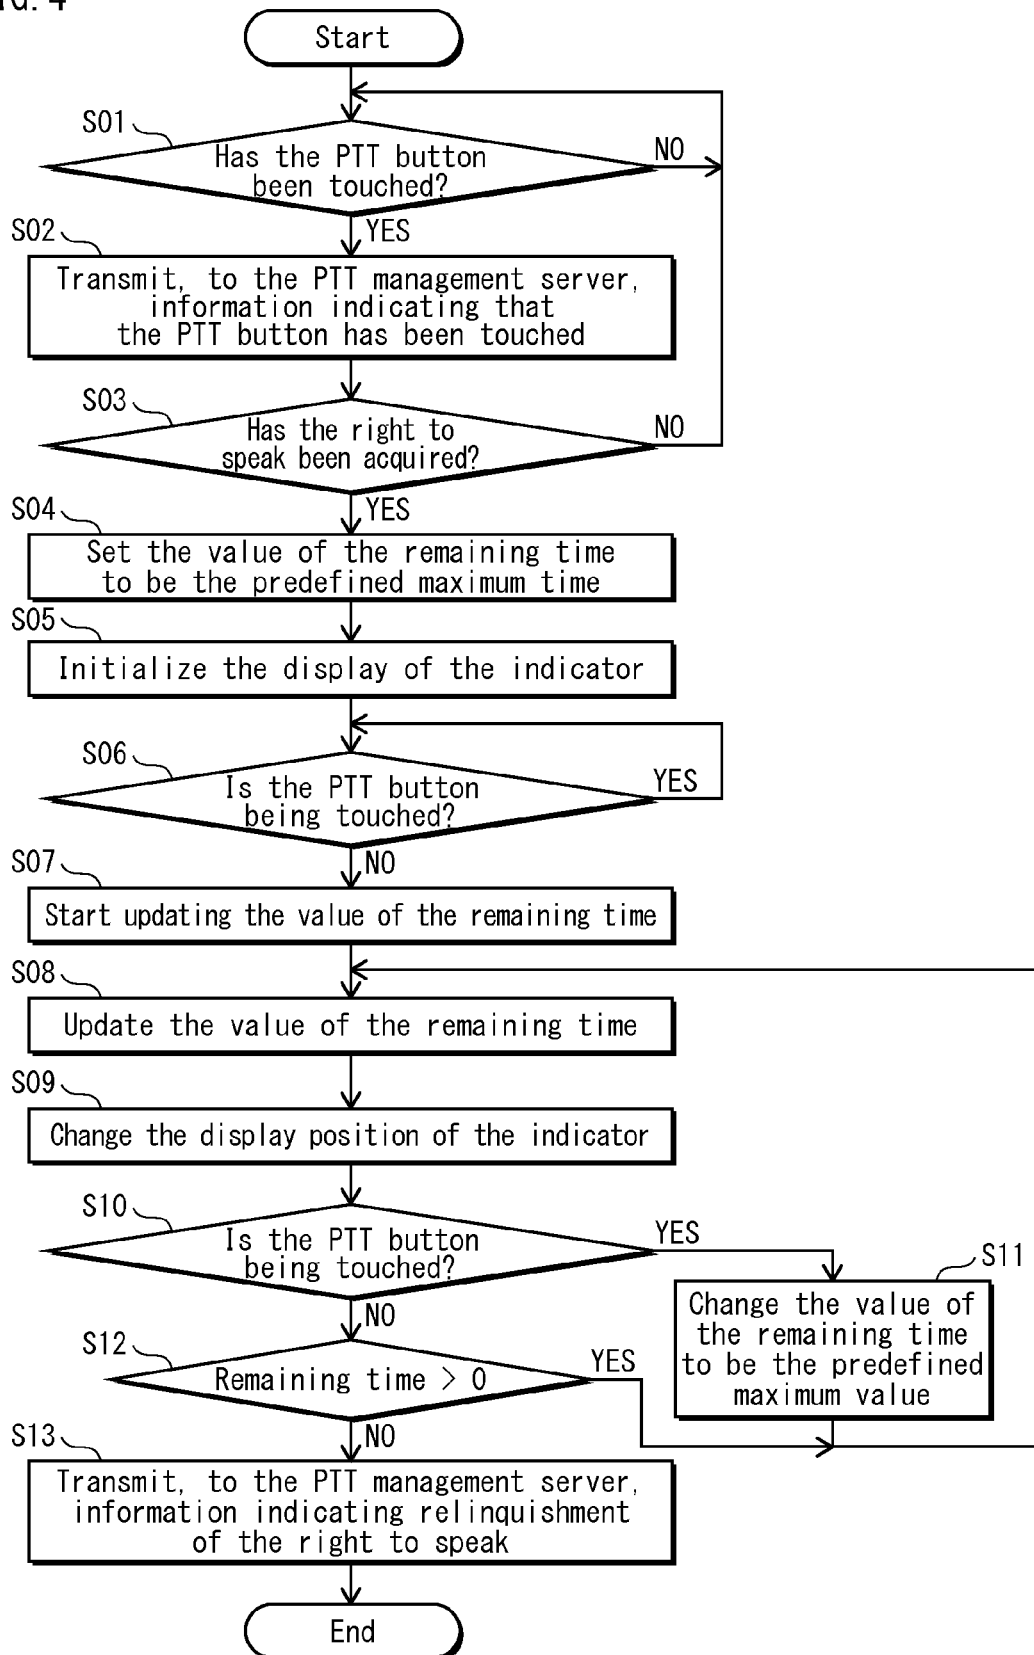 Start
S01
Has the PTT button
been touched?
NO
YES
S02
Transmit, to the PTT management server,
information indicating that
the PTT button has been touched
S03
Has the right to
speak been acquired?
NO
YES
S04
Set the value of the remaining time
to be the predefined maximum time
S05
Initialize the display of the indicator
S06
Is the PTT button
being touched?
YES
NO
S07
Start updating the value of the remaining time
S08
Update the value of the remaining time
S09
Change the display position of the indicator
S10
Is the PTT button
being touched?
YES
NO
S11
Change the value of
the remaining time
to be the predefined
maximum value
S12
Remaining time > 0
YES
NO
S13
Transmit, to the PTT management server,
information indicating relinquishment
of the right to speak
End